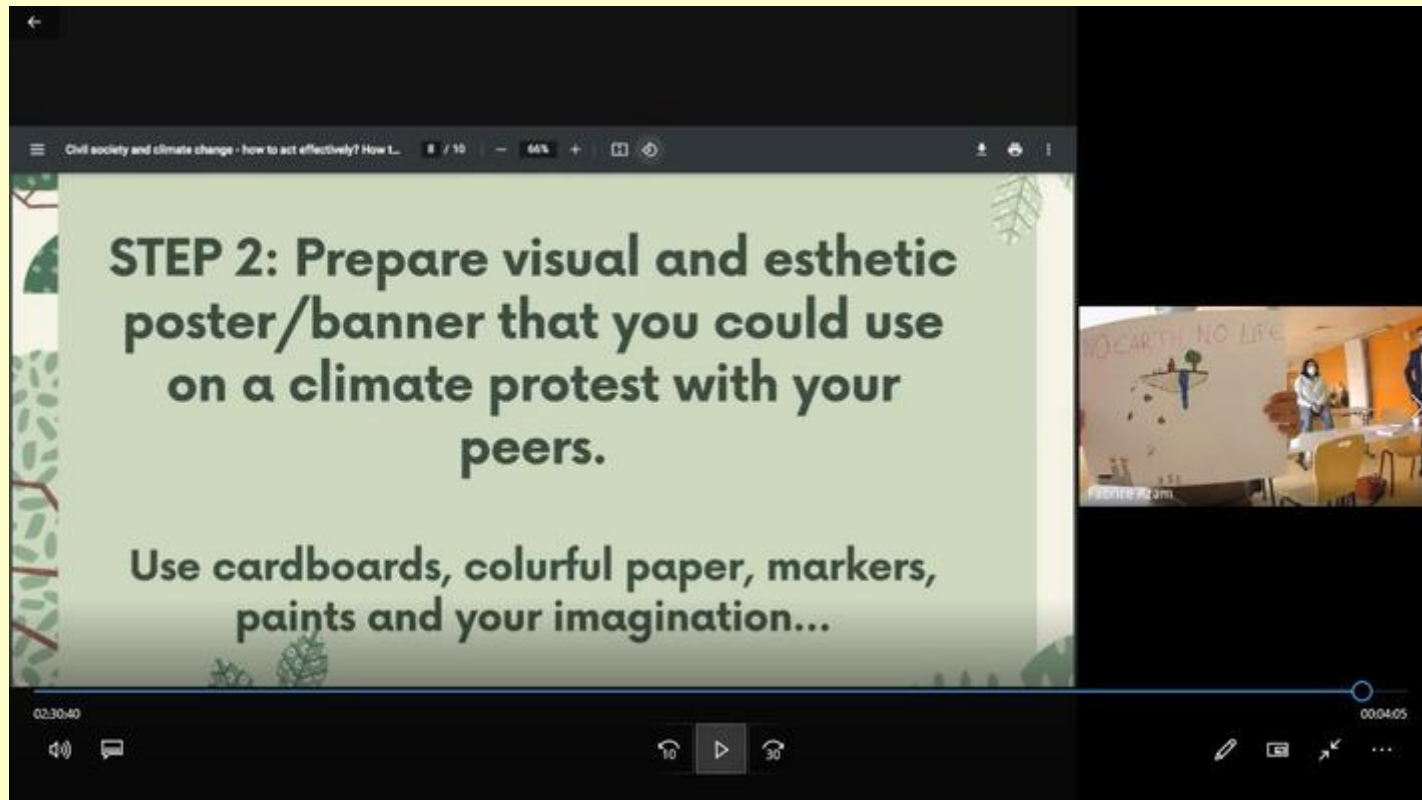 Civil society and climate change - how to act effectively? How t...
8 / 10
66%
STEP 2: Prepare visual and esthetic
poster/banner that you could use
on a climate protest with your
peers.
Use cardboards, colurful paper, markers,
paints and your imagination...
NO EARTH NO LIFE
Fabrice Azam
02:30:40
00:04:05
10
30